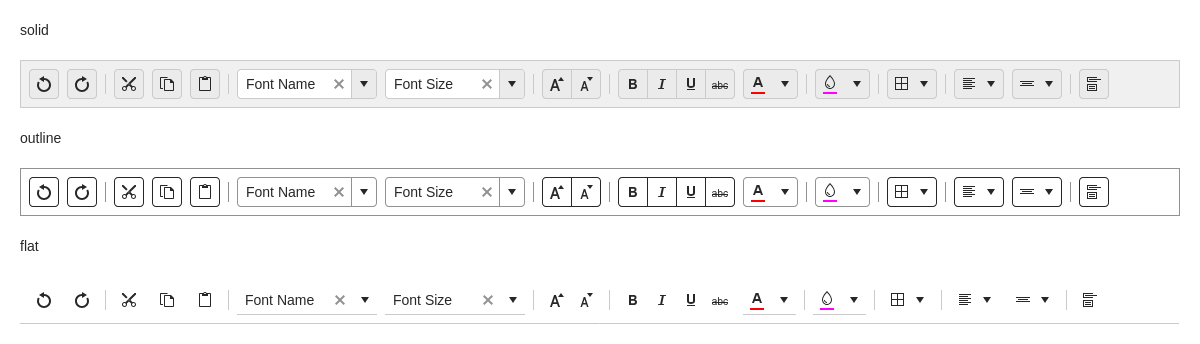 solid
Font Name Font Size A A B I U abc A
outline
Font Name Font Size A A B I U abc A
flat
Font Name Font Size A A B I U abc A